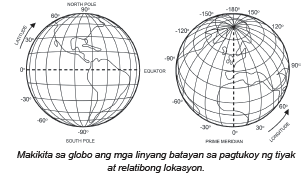 NORTH POLE
90°
LATITUDE
60°
30°
0°
EQUATOR
-30°
-60°
-90°
SOUTH POLE
-180°
-150°
150°
-120°
-90°
90°
-60°
60°
-30°
0°
30°
LONGITUDE
PRIME MERIDIAN
Makikita sa globo ang mga linyang batayan sa pagtukoy ng tiyak
at relatibong lokasyon.